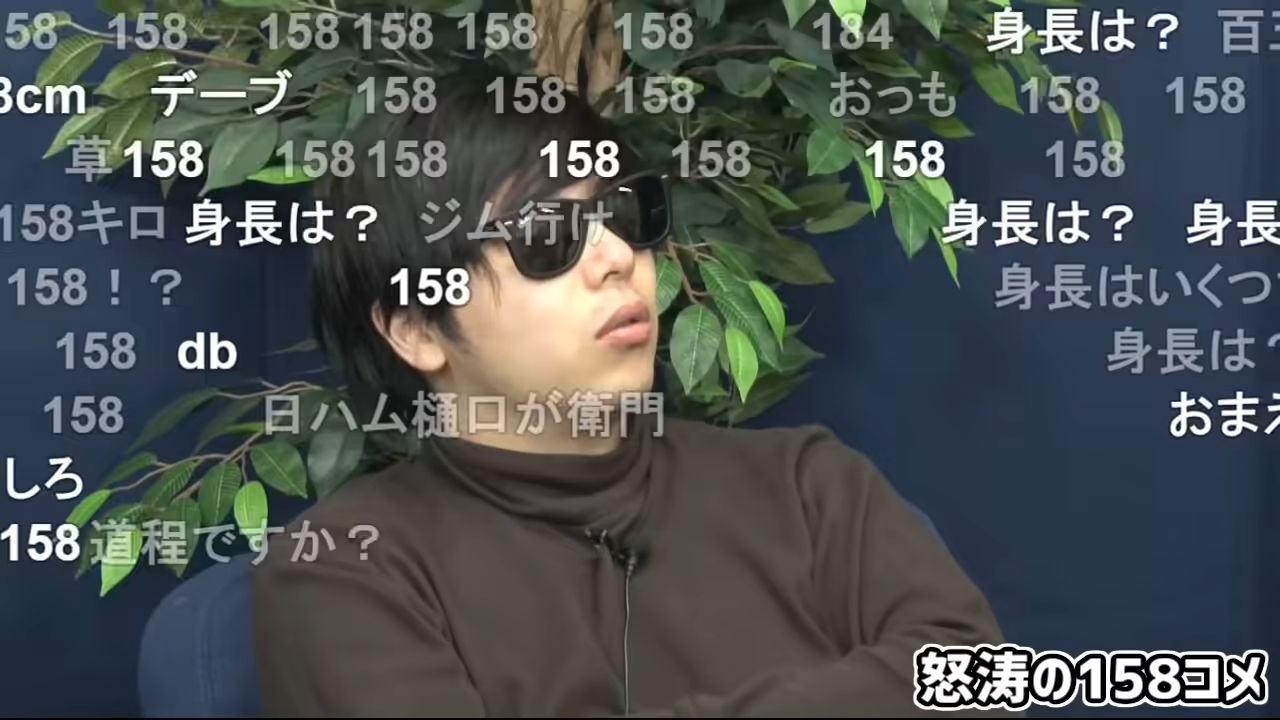 58 158 158 158 158 158 184 身長は？ 百
3cm デーブ 158 158 158 おっも 158 158
草 158 158 158 158 158 158 158
158キロ 身長は？ ジム行け 身長は？ 身長
158！？ 158 身長はいくつ
158 db 身長は？
158 日ハム樋口が衛門 おまえ
しろ
158 道程ですか？
怒涛の158コメ